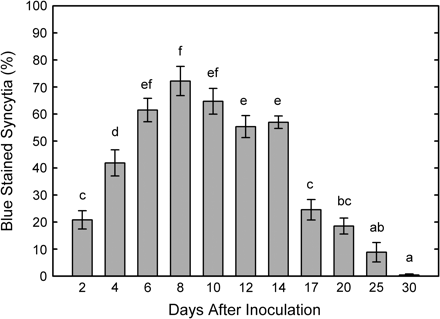 Blue Stained Syncytia (%)
100
90
80
70
60
50
40
30
20
10
0
c
d
ef
f
ef
e
e
c
bc
ab
a
2 4 6 8 10 12 14 17 20 25 30
Days After Inoculation